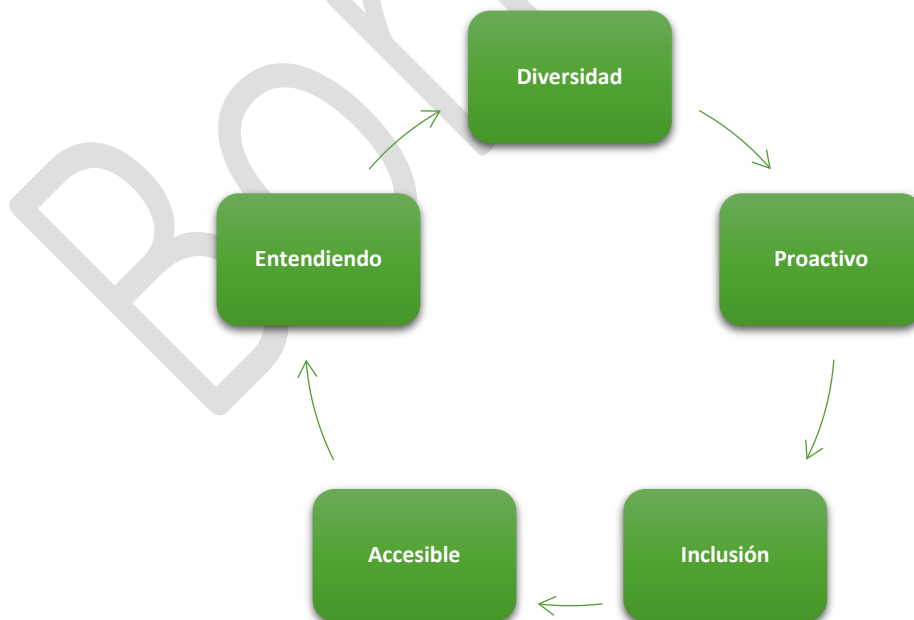 Diversidad
Entendiendo
Proactivo
Accesible
Inclusión